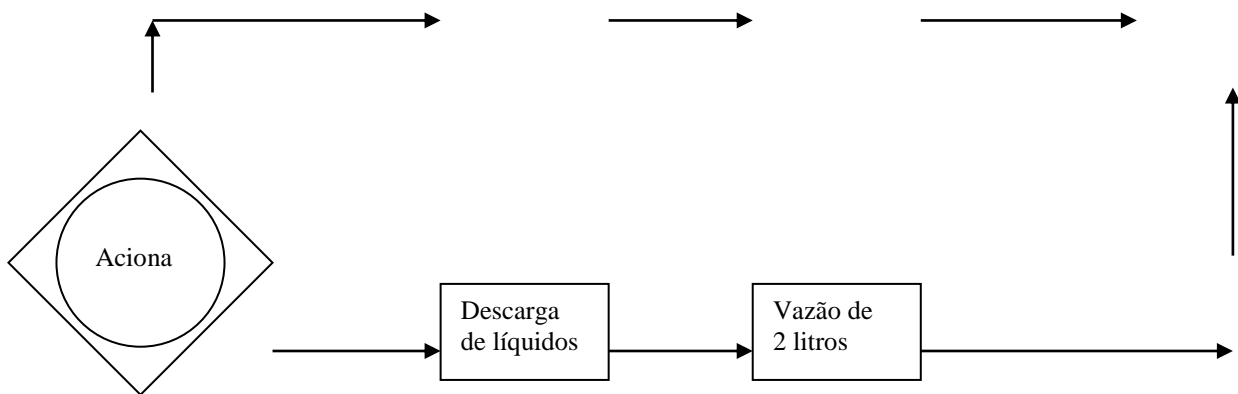 Aciona
Descarga
de líquidos
Vazão de
2 litros